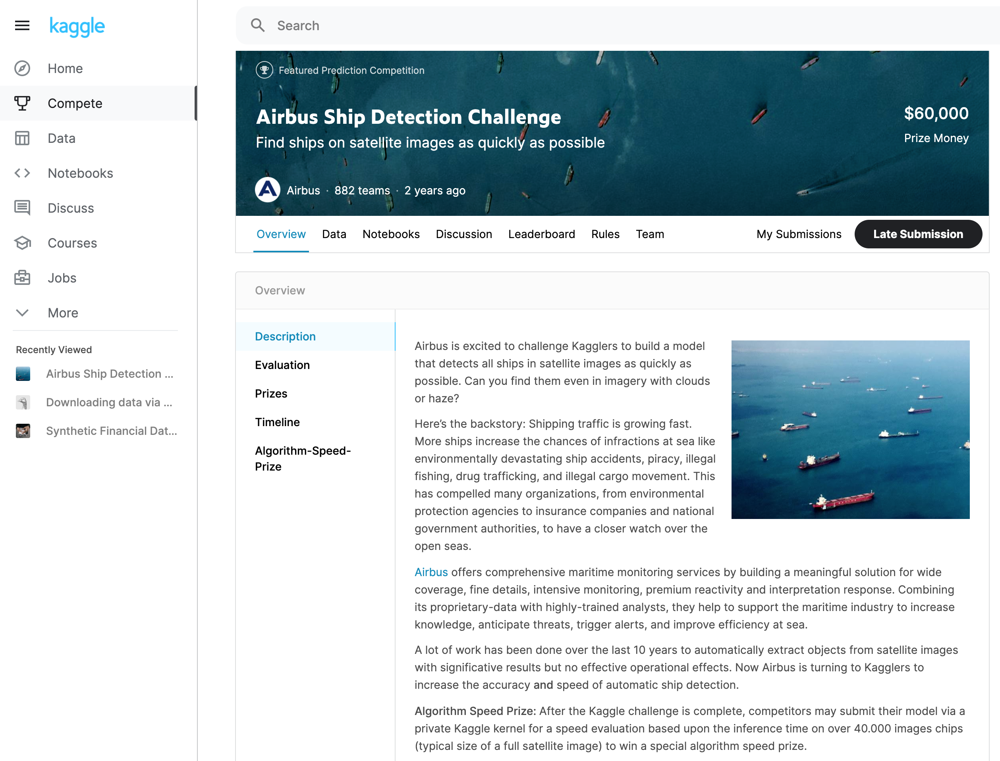 kaggle
Home
Compete
Data
Notebooks
Discuss
Courses
Jobs
More
Recently Viewed
Airbus Ship Detection ...
Downloading data via ...
Synthetic Financial Dat...
Search
Featured Prediction Competition
Airbus Ship Detection Challenge
Find ships on satellite images as quickly as possible
$60,000
Prize Money
Airbus · 882 teams · 2 years ago
Overview Data Notebooks Discussion Leaderboard Rules Team My Submissions Late Submission
Overview
Description
Evaluation
Prizes
Timeline
Algorithm-Speed-
Prize
Airbus is excited to challenge Kagglers to build a model
that detects all ships in satellite images as quickly as
possible. Can you find them even in imagery with clouds
or haze?
Here’s the backstory: Shipping traffic is growing fast.
More ships increase the chances of infractions at sea like
environmentally devastating ship accidents, piracy, illegal
fishing, drug trafficking, and illegal cargo movement. This
has compelled many organizations, from environmental
protection agencies to insurance companies and national
government authorities, to have a closer watch over the
open seas.
Airbus offers comprehensive maritime monitoring services by building a meaningful solution for wide
coverage, fine details, intensive monitoring, premium reactivity and interpretation response. Combining
its proprietary-data with highly-trained analysts, they help to support the maritime industry to increase
knowledge, anticipate threats, trigger alerts, and improve efficiency at sea.
A lot of work has been done over the last 10 years to automatically extract objects from satellite images
with significative results but no effective operational effects. Now Airbus is turning to Kagglers to
increase the accuracy and speed of automatic ship detection.
Algorithm Speed Prize: After the Kaggle challenge is complete, competitors may submit their model via a
private Kaggle kernel for a speed evaluation based upon the inference time on over 40.000 images chips
(typical size of a full satellite image) to win a special algorithm speed prize.